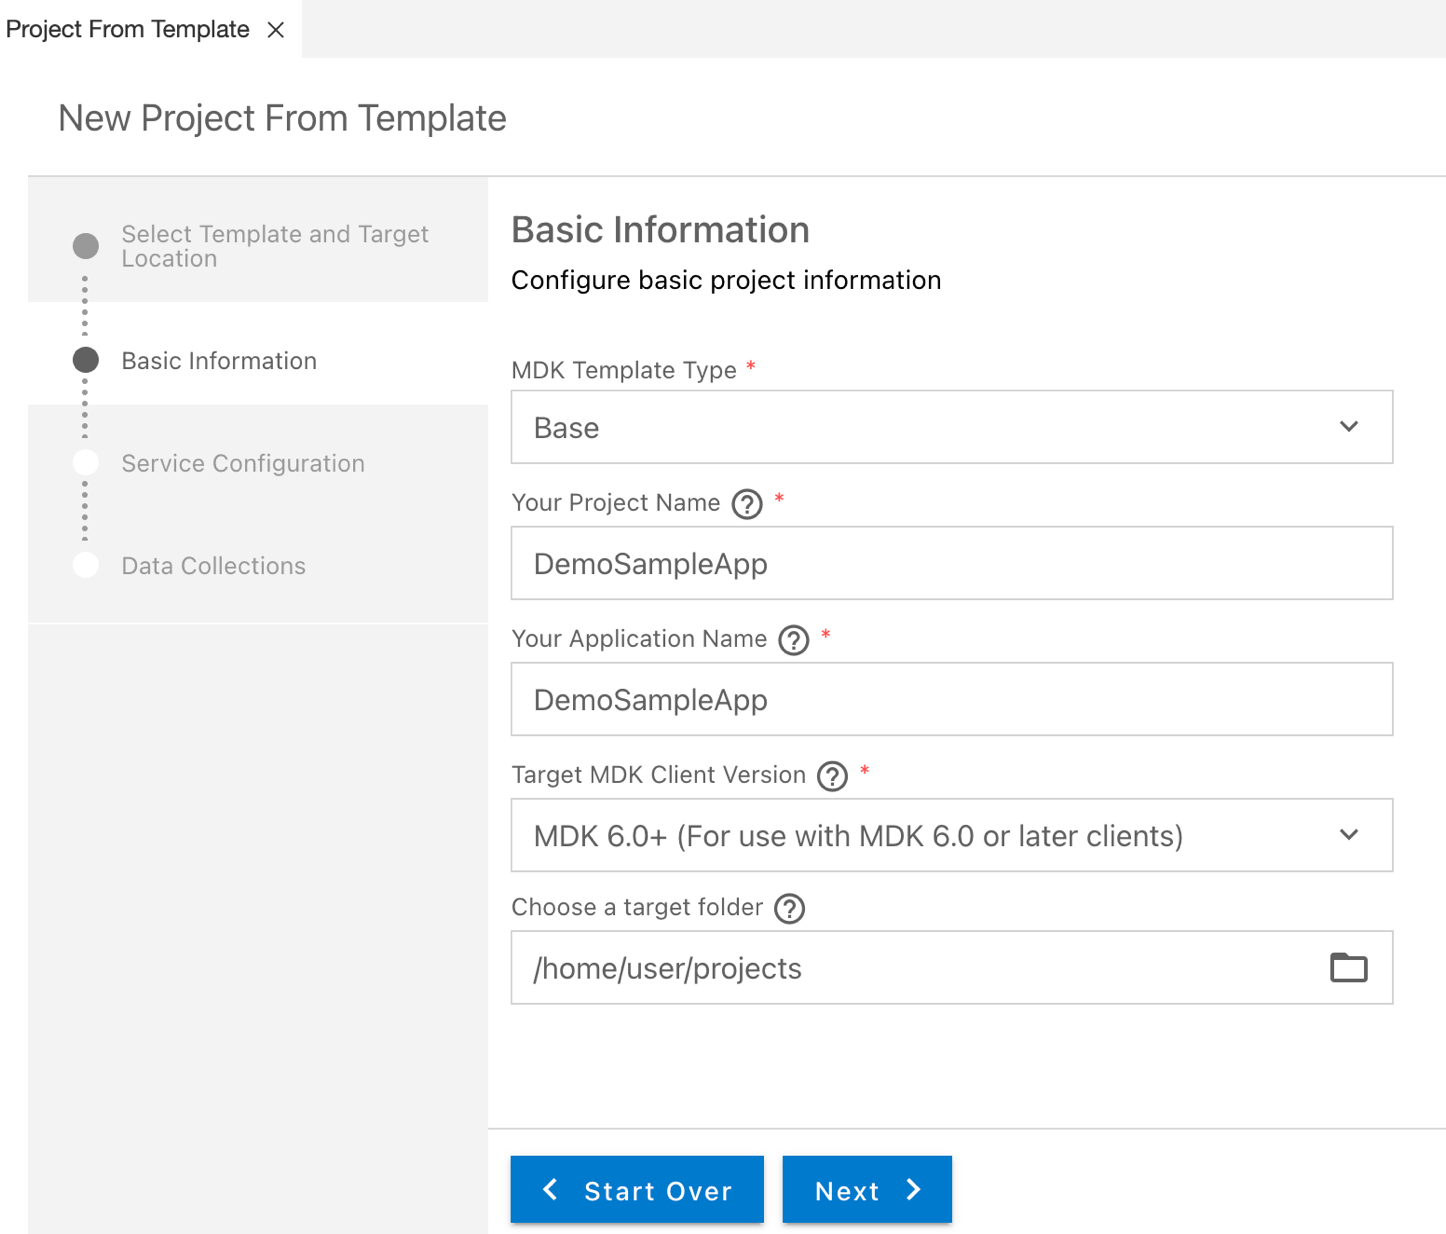 Project From Template
New Project From Template
Select Template and Target
Location
Basic Information
Service Configuration
Data Collections
Basic Information
Configure basic project information
MDK Template Type *
Base
Your Project Name ? *
DemoSampleApp
Your Application Name ? *
DemoSampleApp
Target MDK Client Version ? *
MDK 6.0+ (For use with MDK 6.0 or later clients)
Choose a target folder ?
/home/user/projects
Start Over
Next